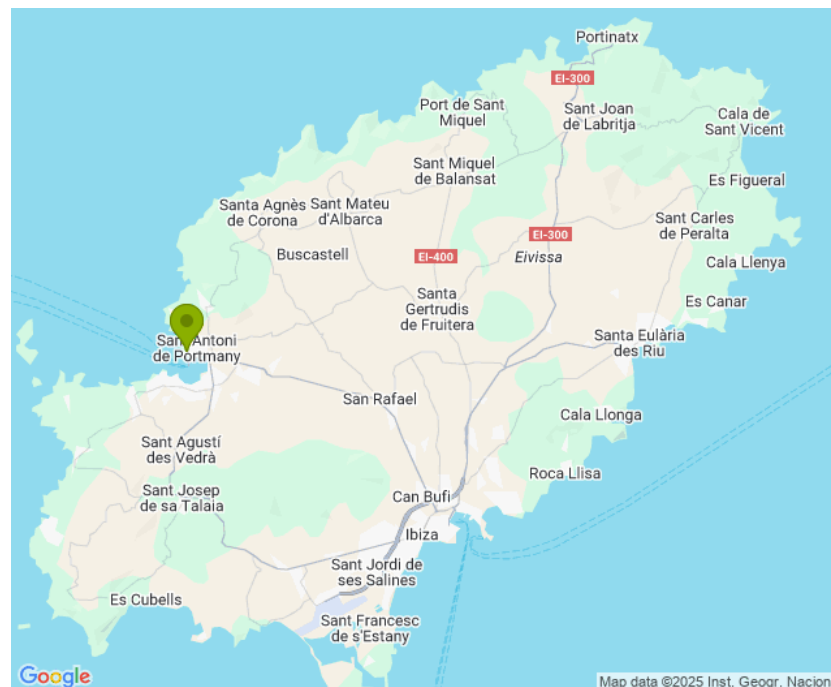 Portinatx
EI-300
Port de Sant
Miquel
Sant Joan
de Labritja
Cala de
Sant Vicent
Sant Miquel
de Balansat
Es Figueral
Santa Agnès
de Corona
Sant Mateu
d'Albarca
Sant Carles
de Peralta
EI-300
Buscastell
EI-400
Eivissa
Cala Llenya
Santa
Gertrudis
de Fruitera
Es Canar
Sant Antoni
de Portmany
Santa Eulària
des Riu
San Rafael
Cala Llonga
Sant Agustí
des Vedrà
Roca Llisa
Sant Josep
de sa Talaia
Can Bufi
Ibiza
Sant Jordi de
ses Salines
Es Cubells
Sant Francesc
de s'Estany
Google
Map data ©2025 Inst. Geogr. Nacion